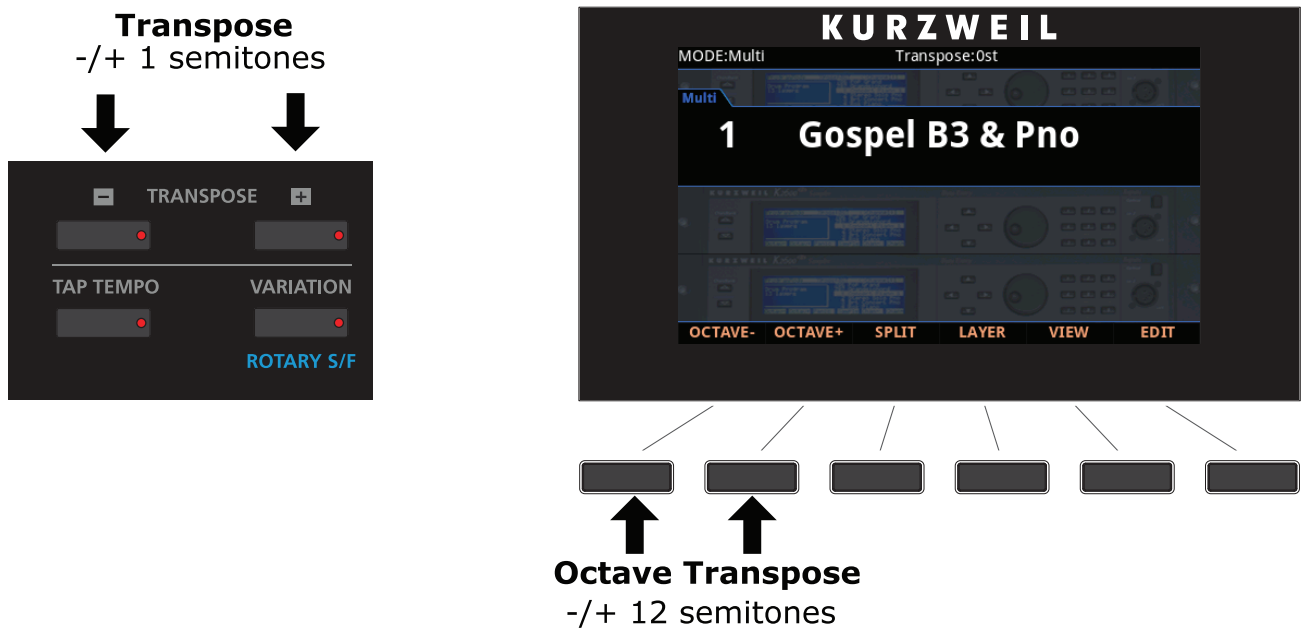 Transpose
-/+ 1 semitones
- TRANSPOSE +
TAP TEMPO VARIATION
ROTARY S/F
KURZWEIL
MODE:Multi Transpose:0st
Multi
1 Gospel B3 & Pno
OCTAVE- OCTAVE+ SPLIT LAYER VIEW EDIT
Octave Transpose
-/+ 12 semitones